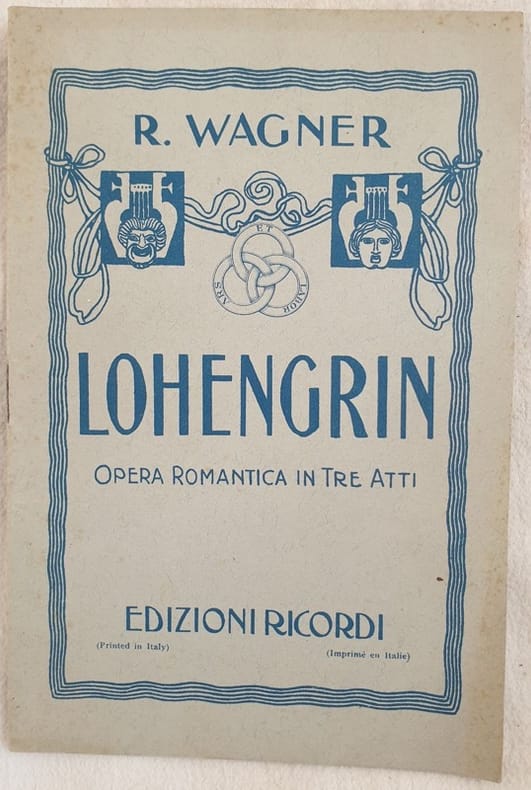 R. WAGNER
ET
ARS
LABOR
LOHENGRIN
OPERA ROMANTICA IN TRE ATTI
EDIZIONI RICORDI
(Printed in Italy)
(Imprimé en Italie)